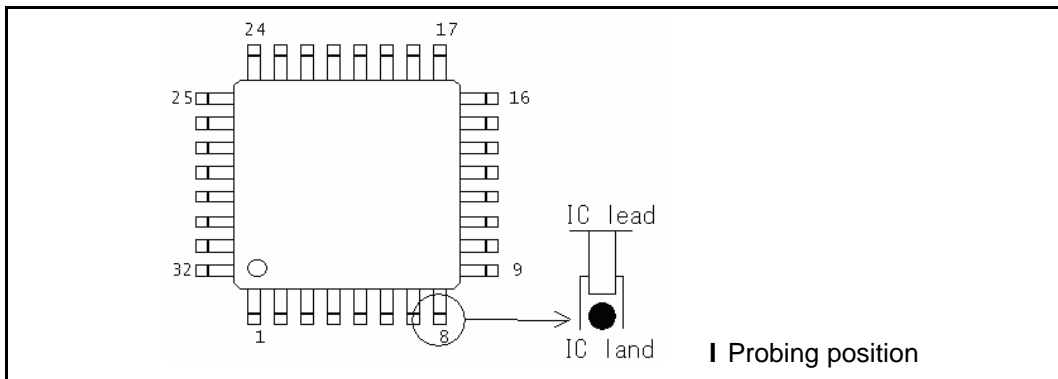 24 17
25 16
IC lead
32 9
1 8
IC land
l Probing position